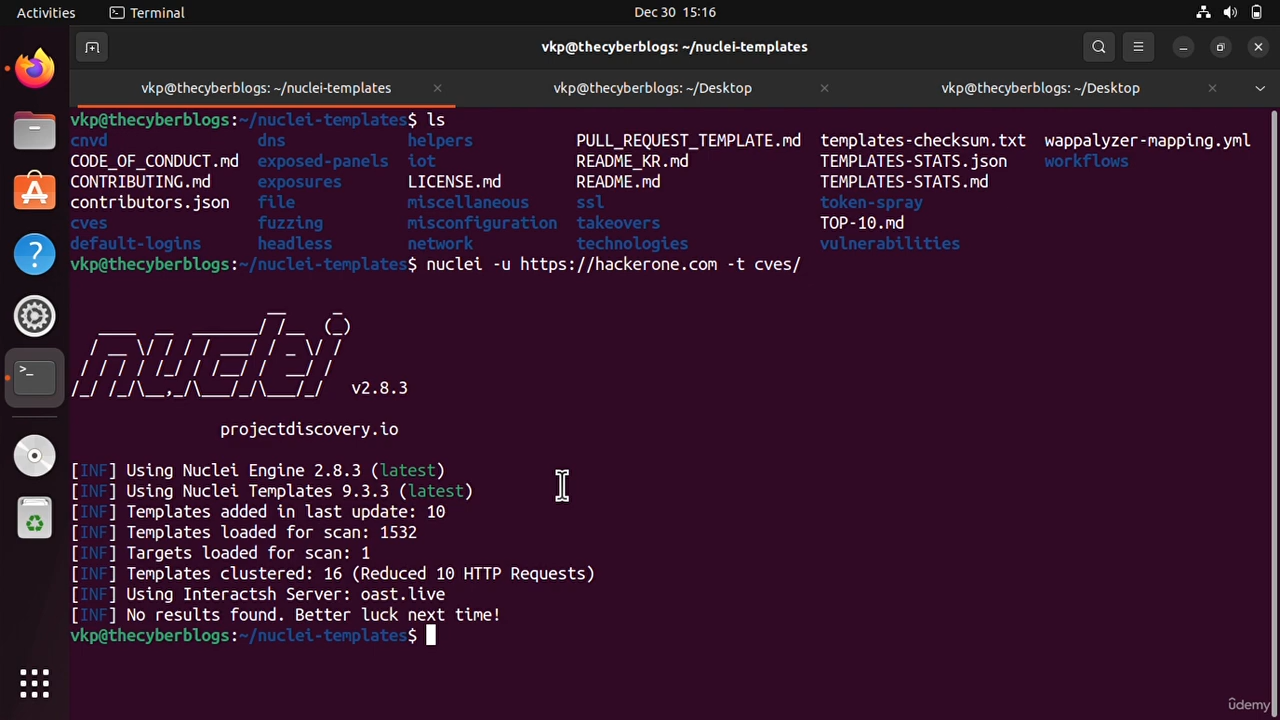 Activities Terminal Dec 30 15:16
vkp@thecyberblogs: ~/nuclei-templates
vkp@thecyberblogs: ~/nuclei-templates vkp@thecyberblogs: ~/Desktop vkp@thecyberblogs: ~/Desktop
vkp@thecyberblogs:~/nuclei-templates$ ls
cnvd dns helpers PULL_REQUEST_TEMPLATE.md templates-checksum.txt wappalyzer-mapping.yml
CODE_OF_CONDUCT.md exposed-panels iot README_KR.md TEMPLATES-STATS.json workflows
CONTRIBUTING.md exposures LICENSE.md README.md TEMPLATES-STATS.md
contributors.json file miscellaneous ssl token-spray
cves fuzzing misconfiguration takeovers TOP-10.md
default-logins headless network technologies vulnerabilities
vkp@thecyberblogs:~/nuclei-templates$ nuclei -u https://hackerone.com -t cves/
nuclei v2.8.3
projectdiscovery.io
[INF] Using Nuclei Engine 2.8.3 (latest)
[INF] Using Nuclei Templates 9.3.3 (latest)
[INF] Templates added in last update: 10
[INF] Templates loaded for scan: 1532
[INF] Targets loaded for scan: 1
[INF] Templates clustered: 16 (Reduced 10 HTTP Requests)
[INF] Using Interactsh Server: oast.live
[INF] No results found. Better luck next time!
vkp@thecyberblogs:~/nuclei-templates$
ûdemy